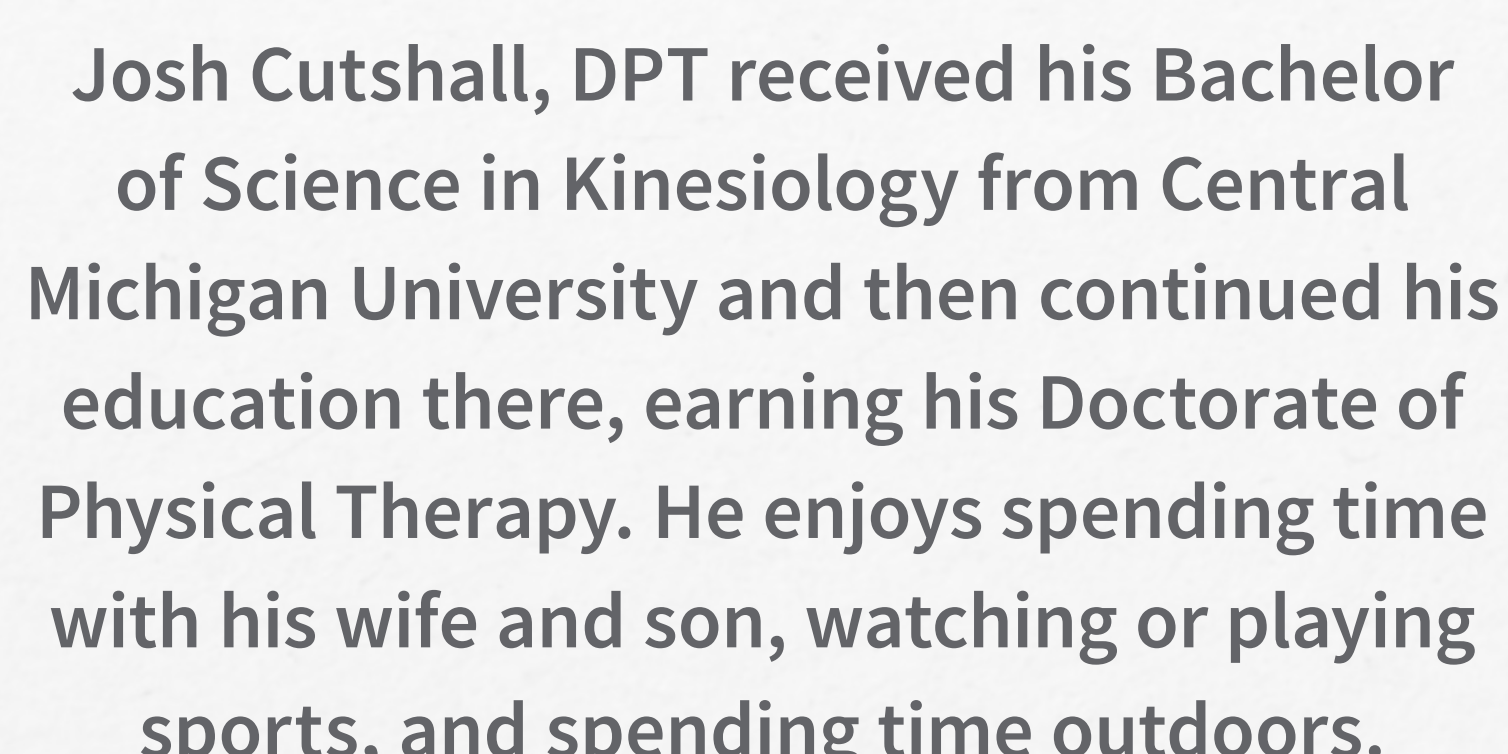 Josh Cutshall, DPT received his Bachelor
of Science in Kinesiology from Central
Michigan University and then continued his
education there, earning his Doctorate of
Physical Therapy. He enjoys spending time
with his wife and son, watching or playing
sports, and spending time outdoors.